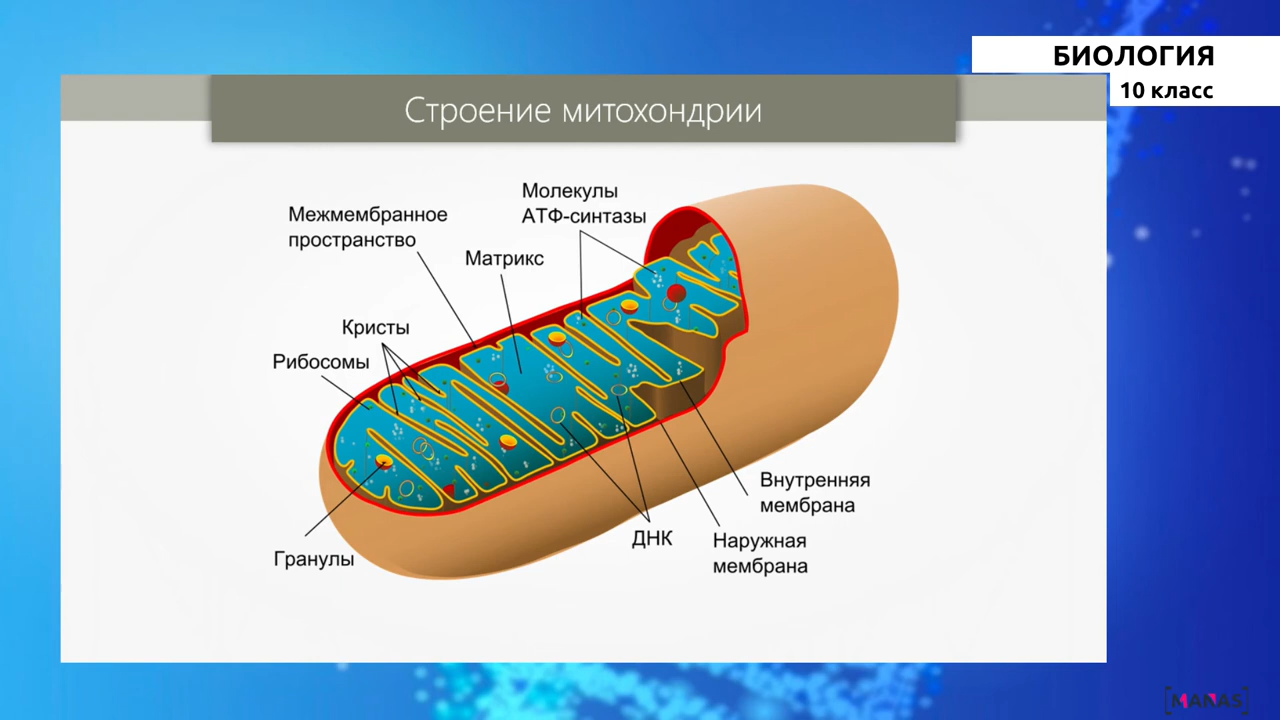 БИОЛОГИЯ
10 класс
Строение митохондрии
Молекулы
АТФ-синтазы
Межмембранное
пространство
Матрикс
Кристы
Рибосомы
Внутренняя
мембрана
ДНК
Наружная
мембрана
Гранулы
[MANAS]